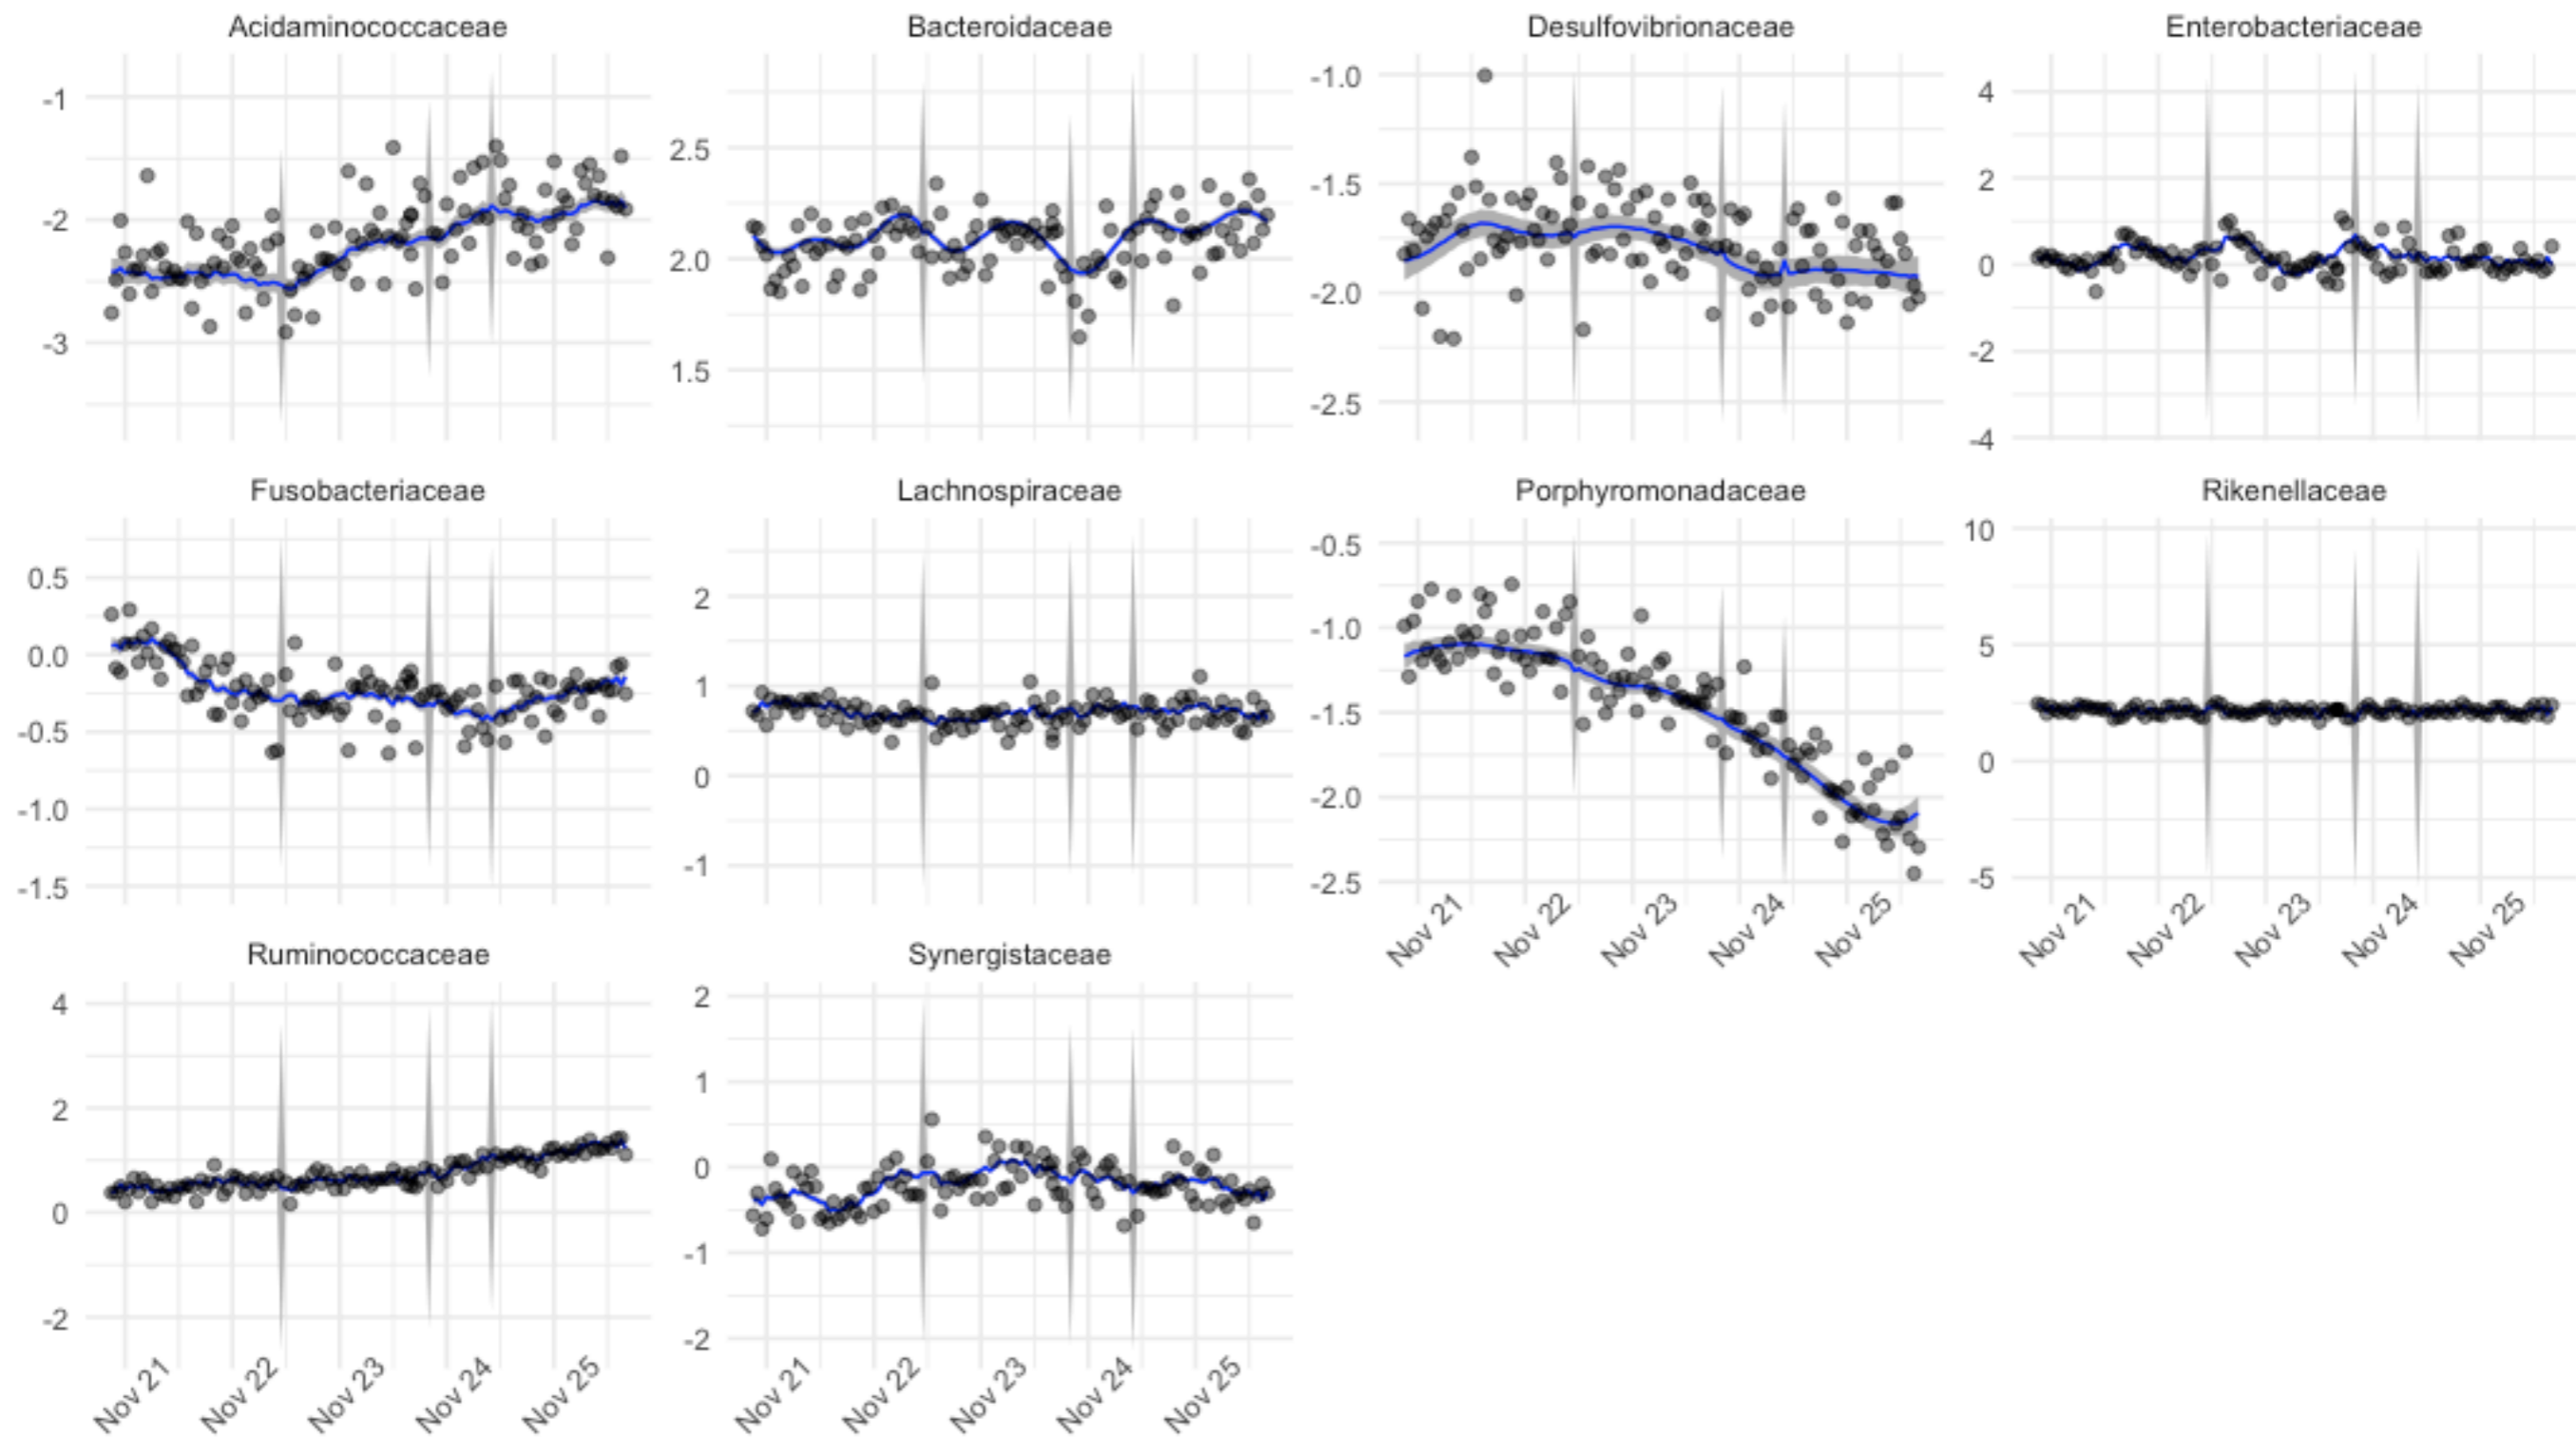 Acidaminococcaceae
-1
-2
-3
Bacteroidaceae
2.5
2.0
1.5
Desulfovibrionaceae
-1.0
-1.5
-2.0
-2.5
Enterobacteriaceae
4
2
0
-2
-4
Fusobacteriaceae
0.5
0.0
-0.5
-1.0
-1.5
Lachnospiraceae
2
1
0
-1
Porphyromonadaceae
-0.5
-1.0
-1.5
-2.0
-2.5
Nov 21
Nov 22
Nov 23
Nov 24
Nov 25
Rikenellaceae
10
5
0
-5
Nov 21
Nov 22
Nov 23
Nov 24
Nov 25
Ruminococcaceae
4
2
0
-2
Nov 21
Nov 22
Nov 23
Nov 24
Nov 25
Synergistaceae
2
1
0
-1
-2
Nov 21
Nov 22
Nov 23
Nov 24
Nov 25